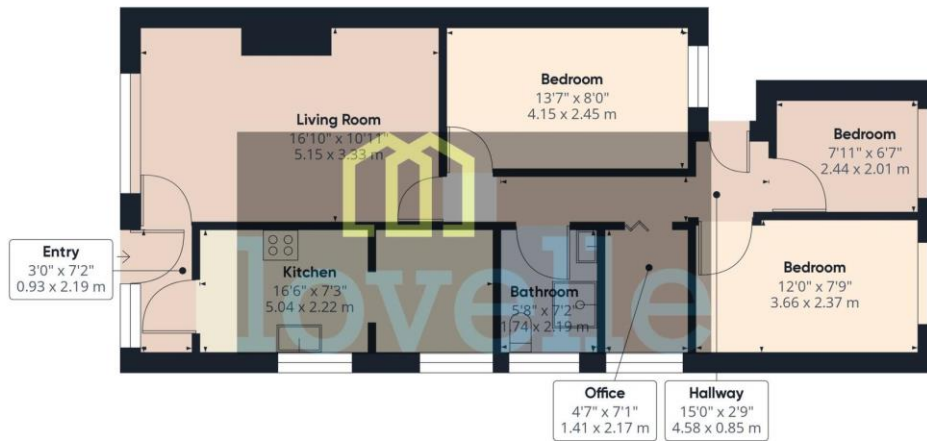 Living Room
16'10" x 10'11"
5.15 x 3.33 m
Bedroom
13'7" x 8'0"
4.15 x 2.45 m
Bedroom
7'11" x 6'7"
2.44 x 2.01 m
Entry
3'0" x 7'2"
0.93 x 2.19 m
Kitchen
16'6" x 7'3"
5.04 x 2.22 m
Bathroom
5'8" x 7'2"
1.74 x 2.19 m
Bedroom
12'0" x 7'9"
3.66 x 2.37 m
lovelle
Office
4'7" x 7'1"
1.41 x 2.17 m
Hallway
15'0" x 2'9"
4.58 x 0.85 m